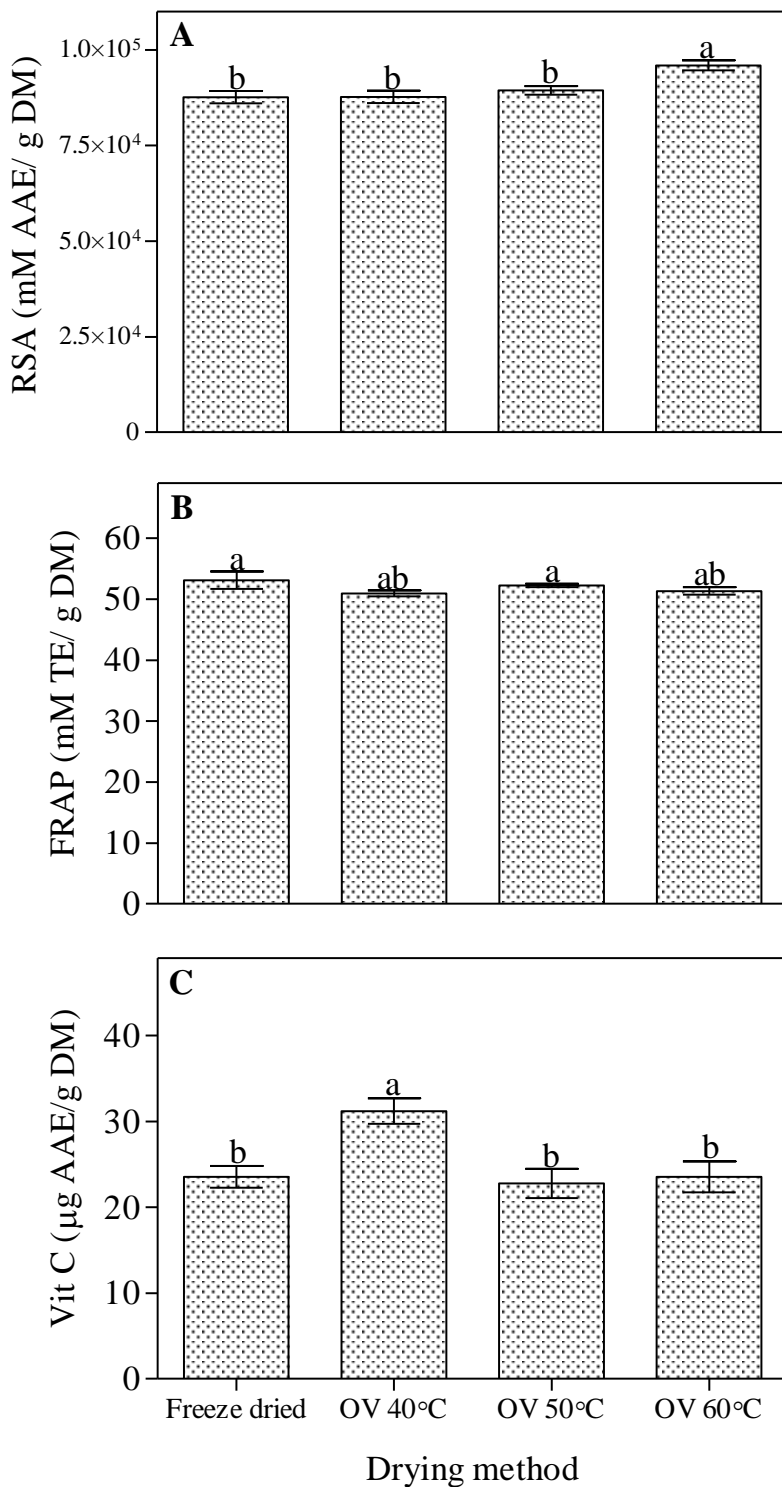 A
RSA (mM AAE/ g DM)
1.0×10⁵
7.5×10⁴
5.0×10⁴
2.5×10⁴
0
b b b a
B
FRAP (mM TE/ g DM)
60
50
40
30
20
10
0
a ab a ab
C
Vit C (µg AAE/g DM)
40
30
20
10
0
b a b b
Freeze dried OV 40°C OV 50°C OV 60°C
Drying method